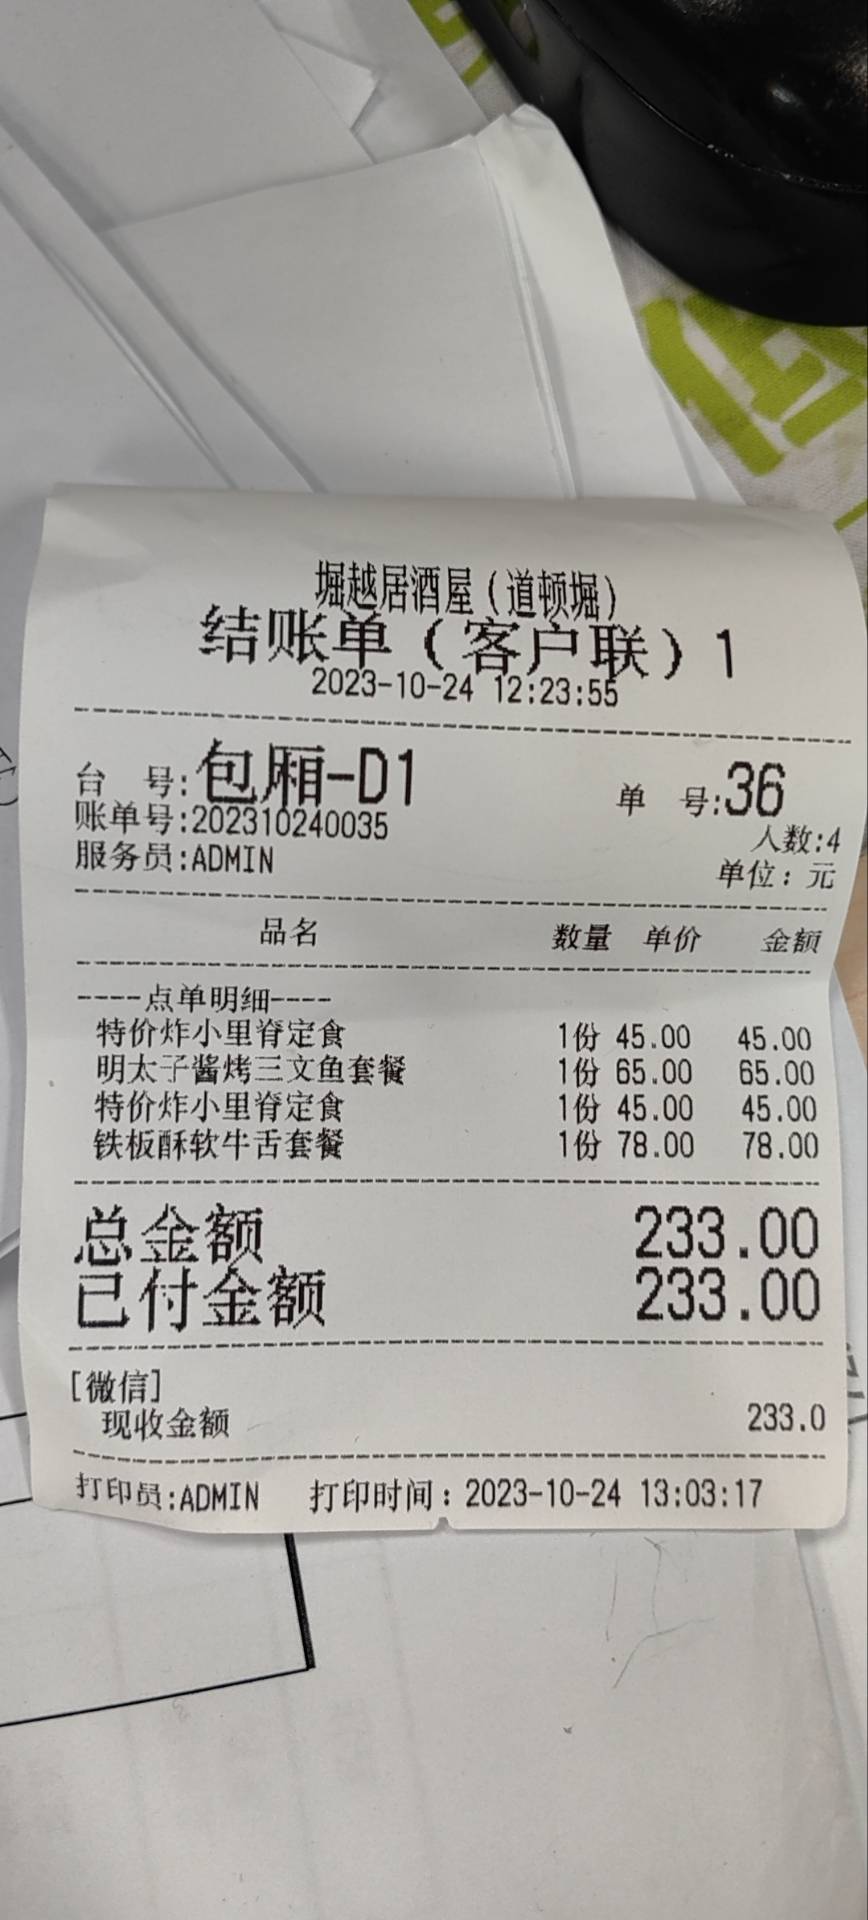 堀越居酒屋（道顿堀）
结账单（客户联）1
2023-10-24 12:23:55
台 号:包厢-D1 单 号:36
账单号:202310240035 人数:4
服务员:ADMIN 单位：元
品名 数量 单价 金额
----点单明细----
特价炸小里脊定食 1份 45.00 45.00
明太子酱烤三文鱼套餐 1份 65.00 65.00
特价炸小里脊定食 1份 45.00 45.00
铁板酥软牛舌套餐 1份 78.00 78.00
总金额 233.00
已付金额 233.00
[微信]
现收金额 233.0
打印员:ADMIN 打印时间：2023-10-24 13:03:17